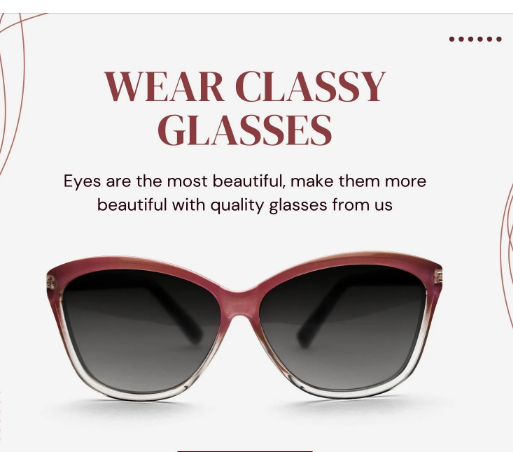 WEAR CLASSY
GLASSES
Eyes are the most beautiful, make them more
beautiful with quality glasses from us